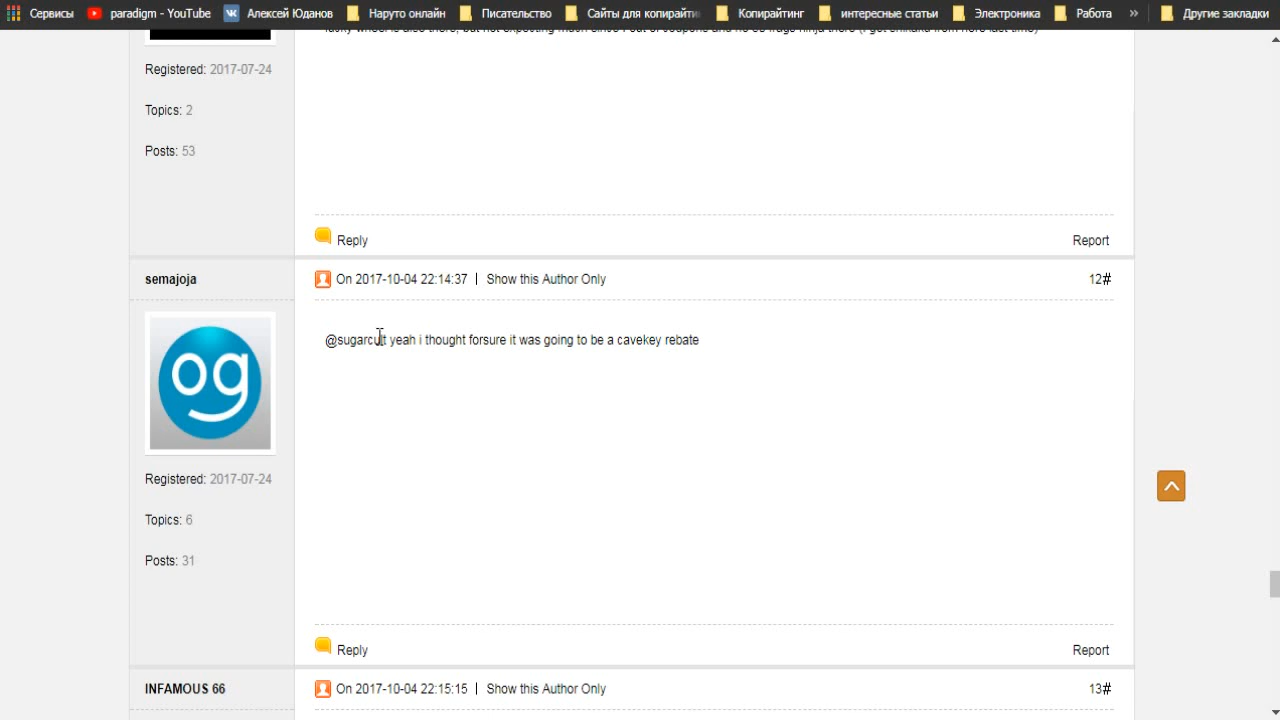 Сервисы paradigm - YouTube Алексей Юданов Наруто онлайн Писательство Сайты для копирайти Копирайтинг интересные статьи Электроника Работа » Другие закладки
Registered: 2017-07-24
Topics: 2
Posts: 53
Reply Report
semajoja On 2017-10-04 22:14:37 | Show this Author Only 12#
@sugarcult yeah i thought forsure it was going to be a cavekey rebate
og
Registered: 2017-07-24
Topics: 6
Posts: 31
Reply Report
INFAMOUS 66 On 2017-10-04 22:15:15 | Show this Author Only 13#